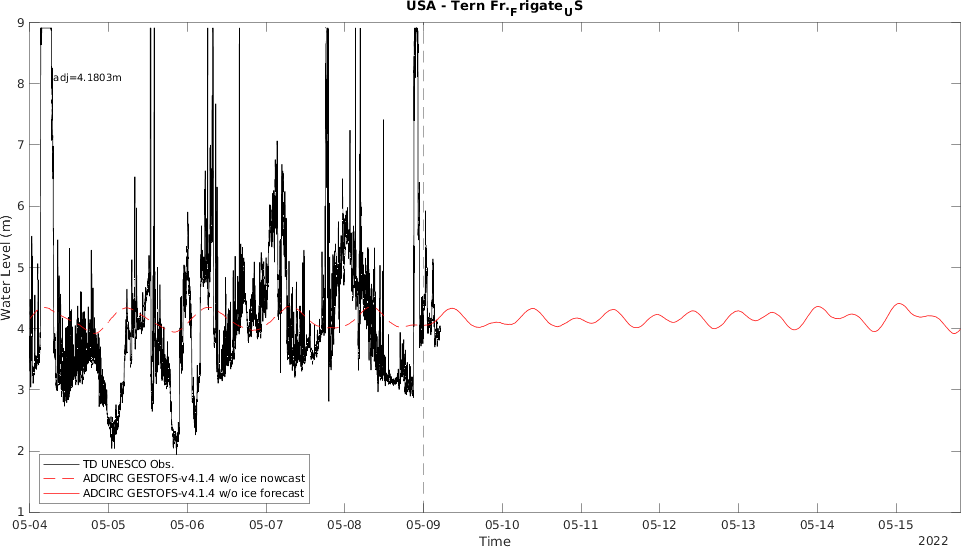 USA - Tern Fr.FrigateUS
9
8
7
6
5
4
3
2
1
Water Level (m)
adj=4.1803m
TD UNESCO Obs.
ADCIRC GESTOFS-v4.1.4 w/o ice nowcast
ADCIRC GESTOFS-v4.1.4 w/o ice forecast
05-04 05-05 05-06 05-07 05-08 05-09 05-10 05-11 05-12 05-13 05-14 05-15
Time
2022